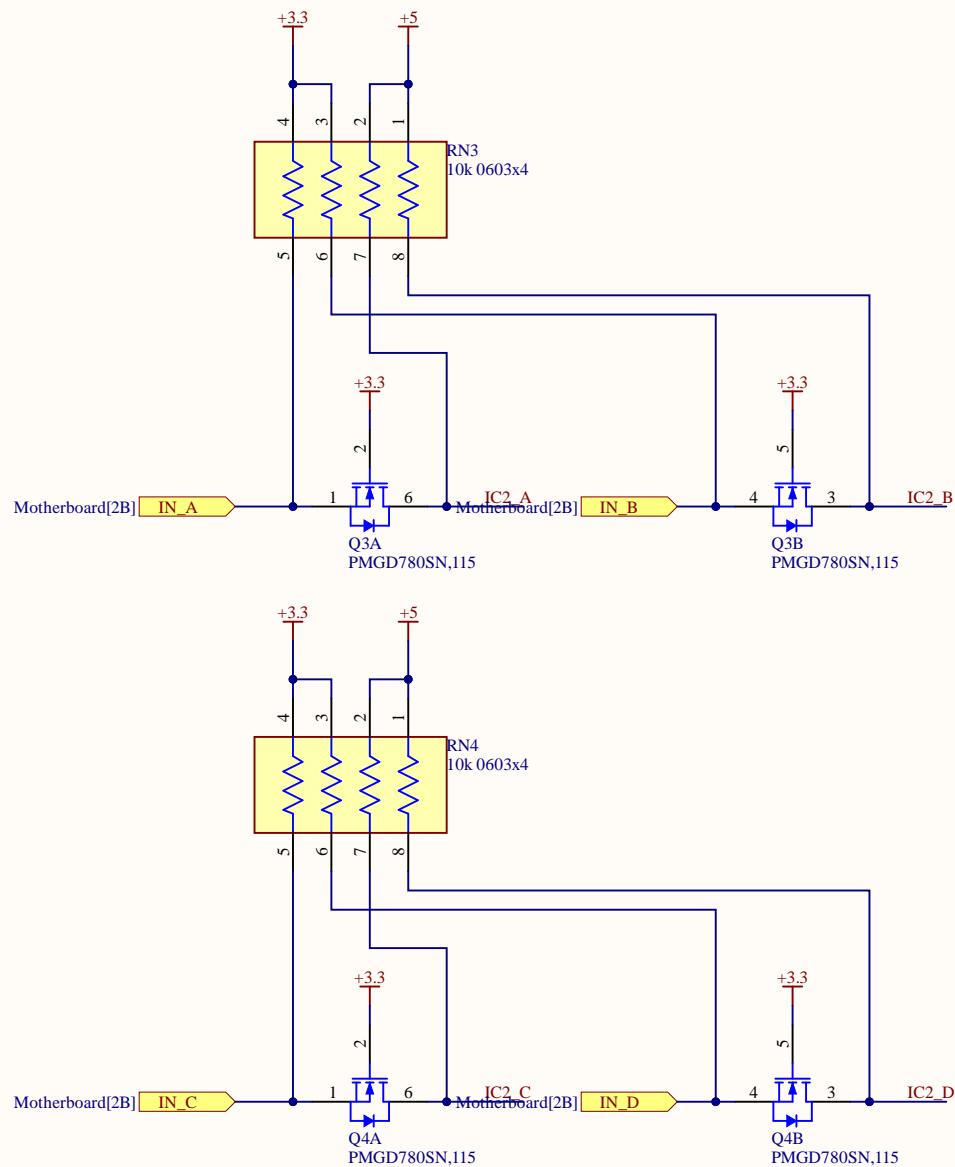 +3.3
+5
4
3
2
1
RN3
10k 0603x4
5
6
7
8
+3.3
+3.3
2
5
Motherboard[2B]
IN_A
1
6
IC2_A
Motherboard[2B]
IN_B
4
3
IC2_B
Q3A
PMGD780SN,115
Q3B
PMGD780SN,115
+3.3
+5
4
3
2
1
RN4
10k 0603x4
5
6
7
8
+3.3
+3.3
2
5
Motherboard[2B]
IN_C
1
6
IC2_C
Motherboard[2B]
IN_D
4
3
IC2_D
Q4A
PMGD780SN,115
Q4B
PMGD780SN,115